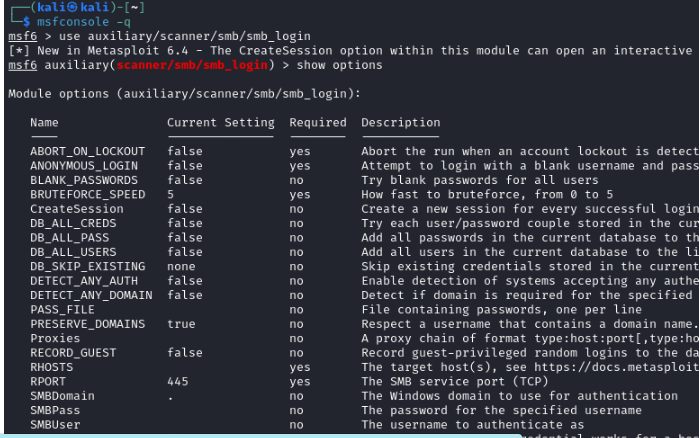 ┌──(kali㉿kali)-[~]
└─$ msfconsole -q
msf6 > use auxiliary/scanner/smb/smb_login
[*] New in Metasploit 6.4 - The CreateSession option within this module can open an interactive
msf6 auxiliary(scanner/smb/smb_login) > show options
Module options (auxiliary/scanner/smb/smb_login):
Name Current Setting Required Description
ABORT_ON_LOCKOUT false yes Abort the run when an account lockout is detect
ANONYMOUS_LOGIN false yes Attempt to login with a blank username and pass
BLANK_PASSWORDS false no Try blank passwords for all users
BRUTEFORCE_SPEED 5 yes How fast to bruteforce, from 0 to 5
CreateSession false no Create a new session for every successful login
DB_ALL_CREDS false no Try each user/password couple stored in the cur
DB_ALL_PASS false no Add all passwords in the current database to th
DB_ALL_USERS false no Add all users in the current database to the li
DB_SKIP_EXISTING none no Skip existing credentials stored in the current
DETECT_ANY_AUTH false no Enable detection of systems accepting any authe
DETECT_ANY_DOMAIN false no Detect if domain is required for the specified
PASS_FILE no File containing passwords, one per line
PRESERVE_DOMAINS true no Respect a username that contains a domain name.
Proxies no A proxy chain of format type:host:port[,type:ho
RECORD_GUEST false no Record guest-privileged random logins to the da
RHOSTS yes The target host(s), see https://docs.metasploit
RPORT 445 yes The SMB service port (TCP)
SMBDomain . no The Windows domain to use for authentication
SMBPass no The password for the specified username
SMBUser no The username to authenticate as